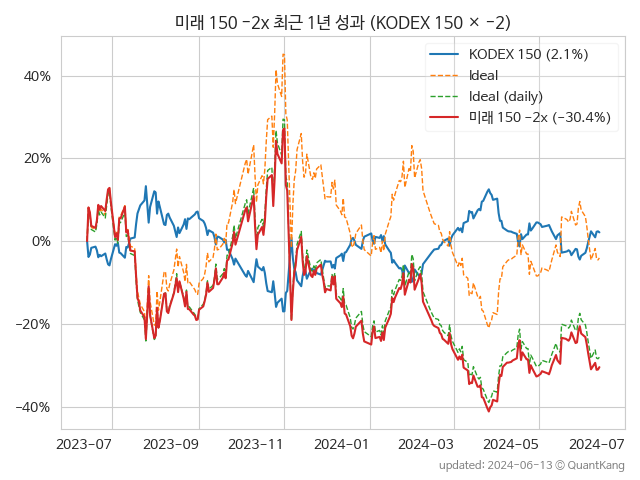 미래 150 −2x 최근 1년 성과 (KODEX 150 × −2)
KODEX 150 (2.1%)
Ideal
Ideal (daily)
미래 150 −2x (−30.4%)
40%
20%
0%
−20%
−40%
2023−07
2023−09
2023−11
2024−01
2024−03
2024−05
2024−07
updated: 2024−06−13 ⓒ QuantKang